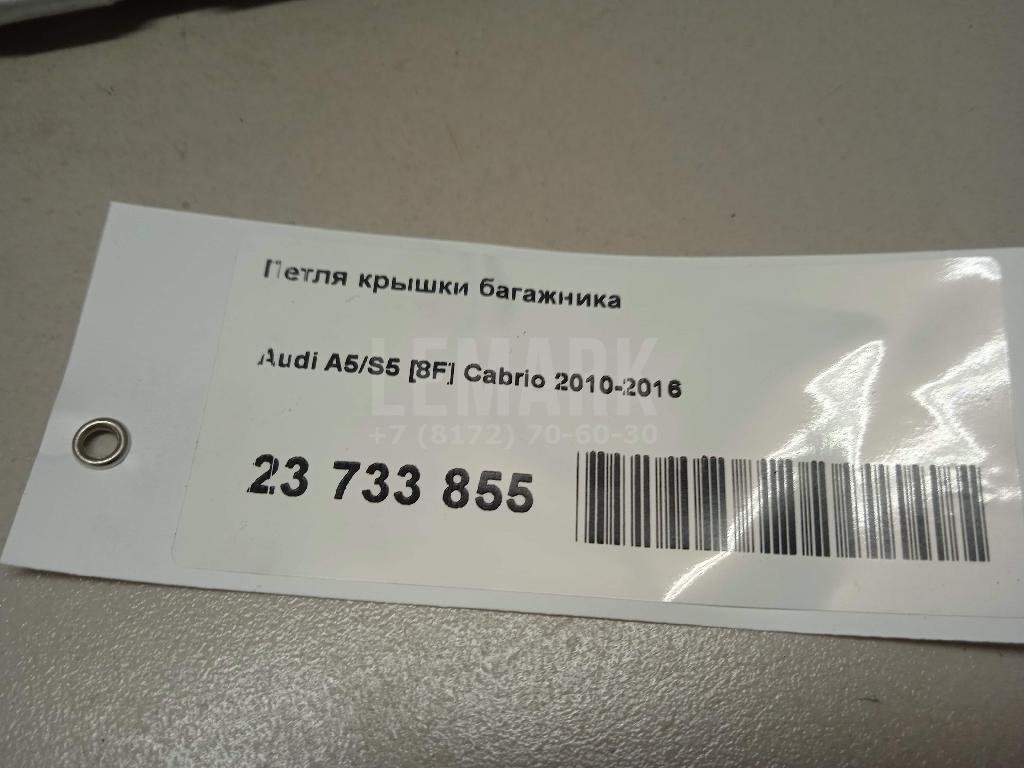 Петля крышки багажника
Audi A5/S5 [8F] Cabrio 2010-2016
LEMARK
+7 (8172) 70-60-30
23 733 855